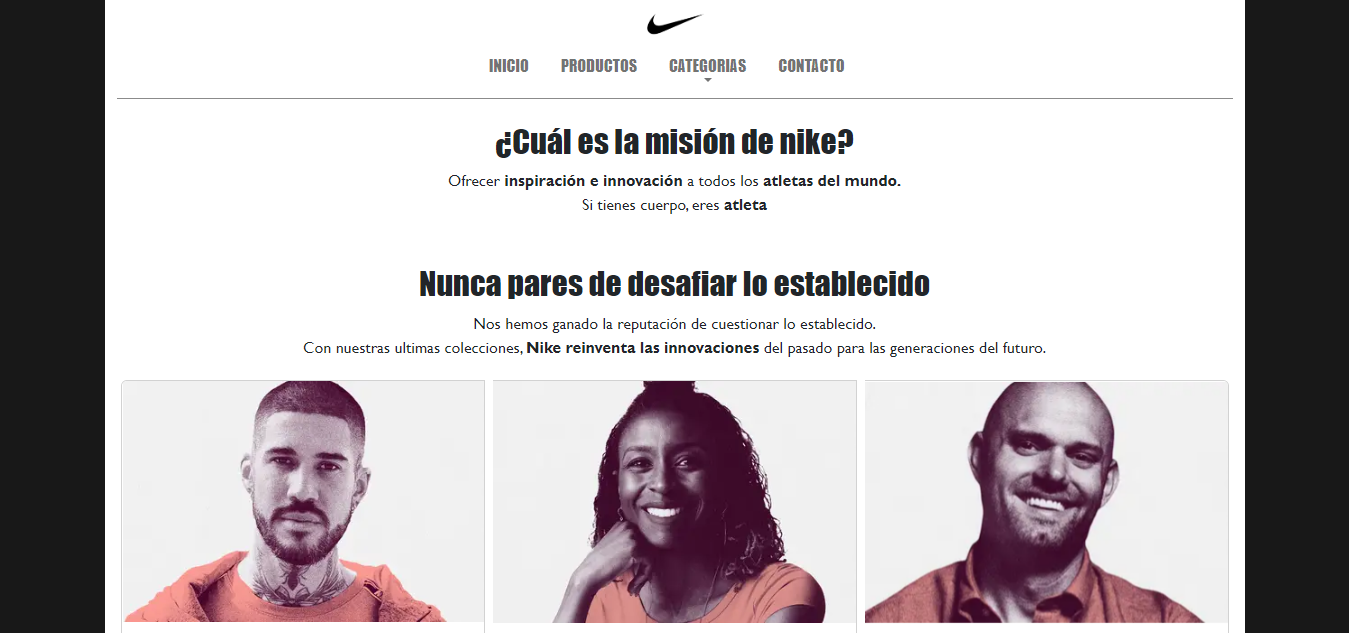 INICIO PRODUCTOS CATEGORIAS CONTACTO
¿Cuál es la misión de nike?
Ofrecer inspiración e innovación a todos los atletas del mundo.
Si tienes cuerpo, eres atleta
Nunca pares de desafiar lo establecido
Nos hemos ganado la reputación de cuestionar lo establecido.
Con nuestras ultimas colecciones, Nike reinventa las innovaciones del pasado para las generaciones del futuro.